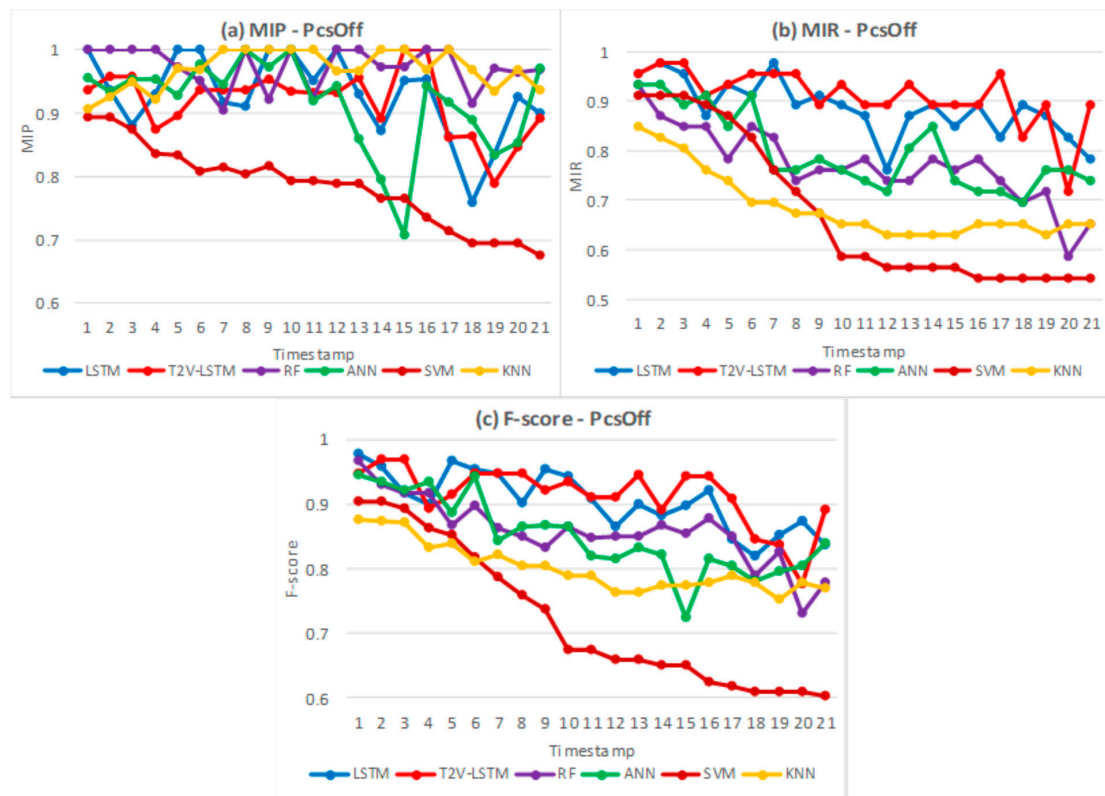 (a) MIP - PcsOff
1
0.9
0.8
0.7
0.6
MIP
1 2 3 4 5 6 7 8 9 10 11 12 13 14 15 16 17 18 19 20 21
Timestamp
LSTM T2V-LSTM RF ANN SVM KNN
(b) MIR - PcsOff
1
0.9
0.8
0.7
0.6
0.5
MIR
1 2 3 4 5 6 7 8 9 10 11 12 13 14 15 16 17 18 19 20 21
Timestamp
LSTM T2V-LSTM RF ANN SVM KNN
(c) F-score - PcsOff
1
0.9
0.8
0.7
0.6
F-score
1 2 3 4 5 6 7 8 9 10 11 12 13 14 15 16 17 18 19 20 21
Timestamp
LSTM T2V-LSTM RF ANN SVM KNN